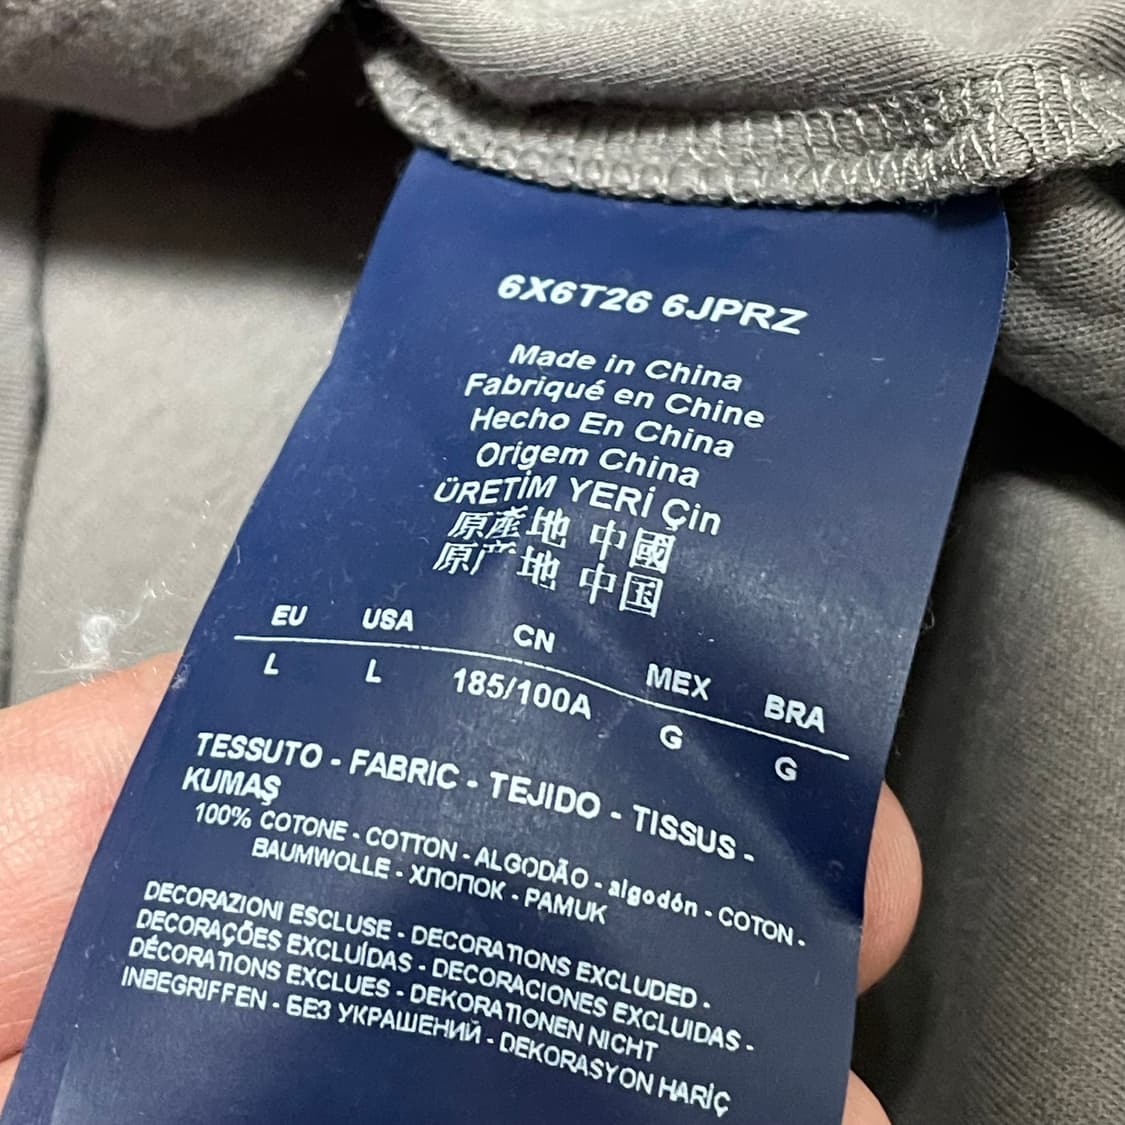 6X6T26 6JPRZ
Made in China
Fabriqué en Chine
Hecho En China
Origem China
ÜRETİM YERİ Çin
原產地 中國
原产地 中国
EU USA CN MEX BRA
L L 185/100A G G
TESSUTO - FABRIC - TEJIDO - TISSUS -
KUMAŞ
100% COTONE - COTTON - ALGODÃO - algodón - COTON -
BAUMWOLLE - ХЛОПОК - PAMUK
DECORAZIONI ESCLUSE - DECORATIONS EXCLUDED -
DECORAÇÕES EXCLUÍDAS - DECORACIONES EXCLUIDAS -
DÉCORATIONS EXCLUES - DEKORATIONEN NICHT
INBEGRIFFEN - БЕЗ УКРАШЕНИЙ - DEKORASYON HARİÇ